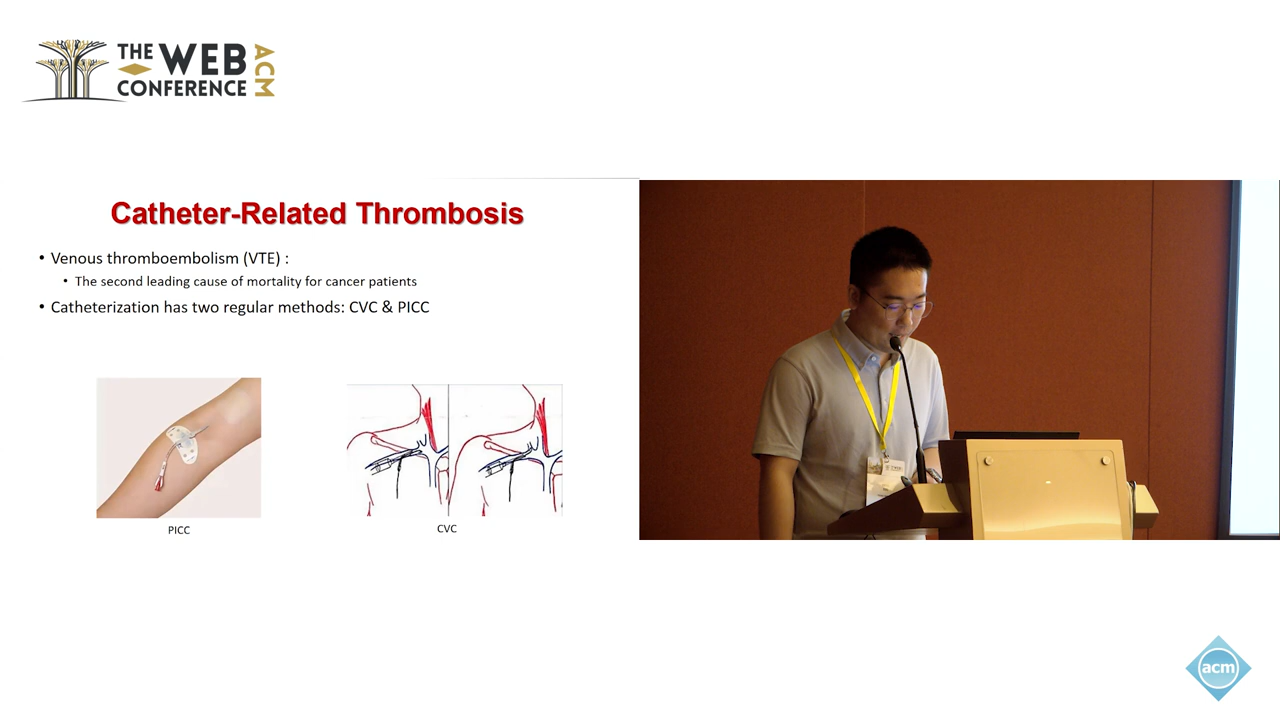 THE WEB
CONFERENCE
ACM
Catheter-Related Thrombosis
• Venous thromboembolism (VTE) :
• The second leading cause of mortality for cancer patients
• Catheterization has two regular methods: CVC & PICC
PICC
CVC
acm